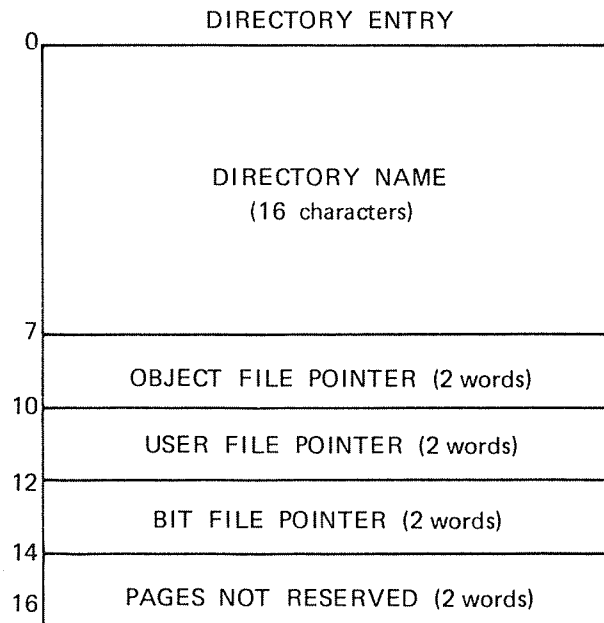 DIRECTORY ENTRY
0
DIRECTORY NAME
(16 characters)
7
OBJECT FILE POINTER (2 words)
10
USER FILE POINTER (2 words)
12
BIT FILE POINTER (2 words)
14
PAGES NOT RESERVED (2 words)
16